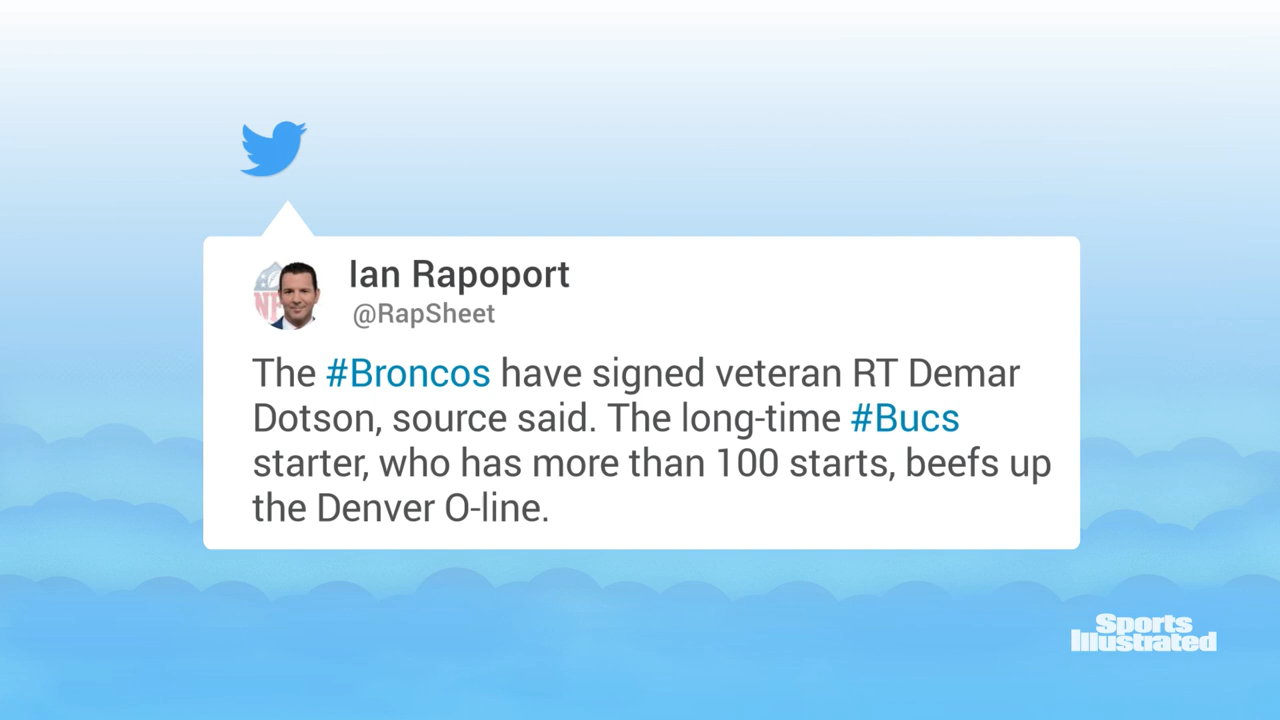 Ian Rapoport
@RapSheet
The #Broncos have signed veteran RT Demar
Dotson, source said. The long-time #Bucs
starter, who has more than 100 starts, beefs up
the Denver O-line.
Sports
Illustrated